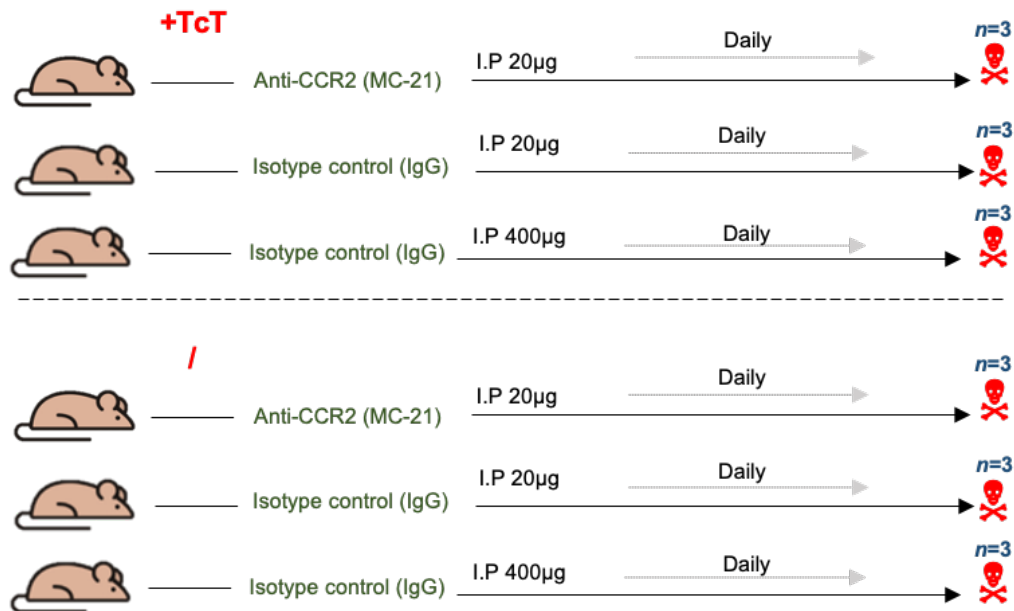 +TcT
n=3
Anti-CCR2 (MC-21) I.P 20µg Daily
n=3
Isotype control (IgG) I.P 20µg Daily
n=3
Isotype control (IgG) I.P 400µg Daily
/
n=3
Anti-CCR2 (MC-21) I.P 20µg Daily
n=3
Isotype control (IgG) I.P 20µg Daily
n=3
Isotype control (IgG) I.P 400µg Daily